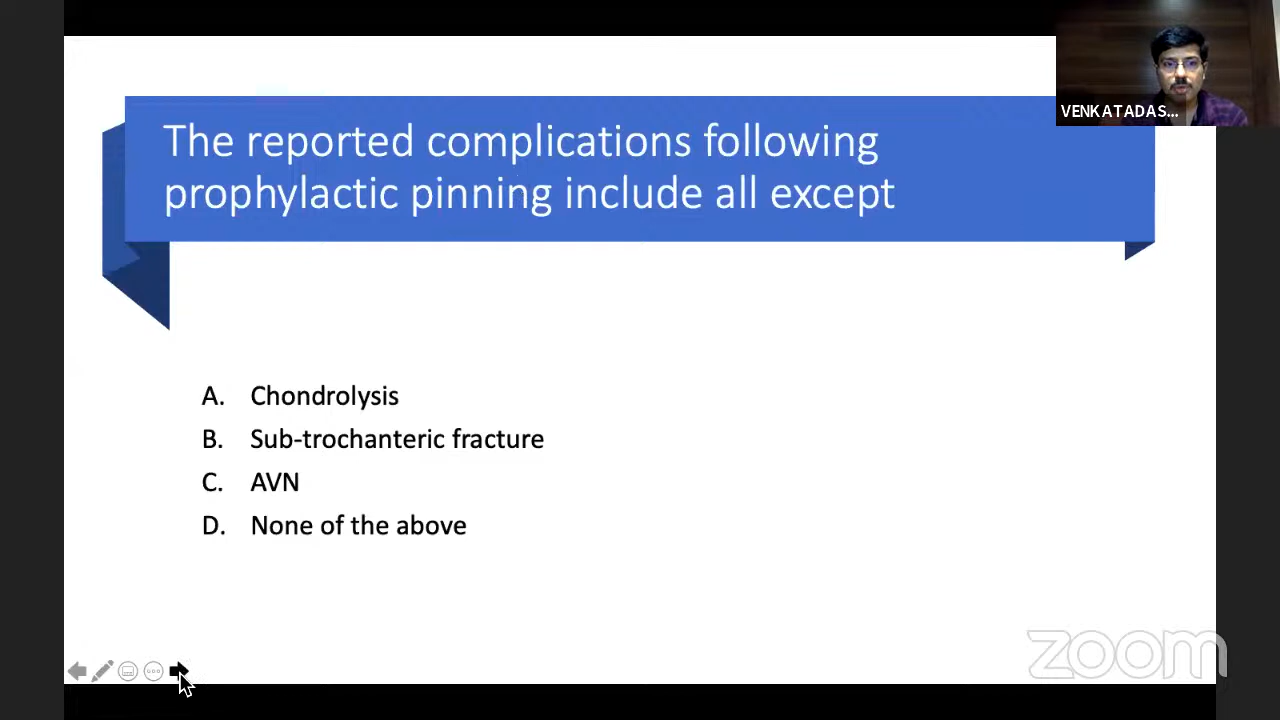 VENKATADAS...
The reported complications following
prophylactic pinning include all except
A. Chondrolysis
B. Sub-trochanteric fracture
C. AVN
D. None of the above
zoom